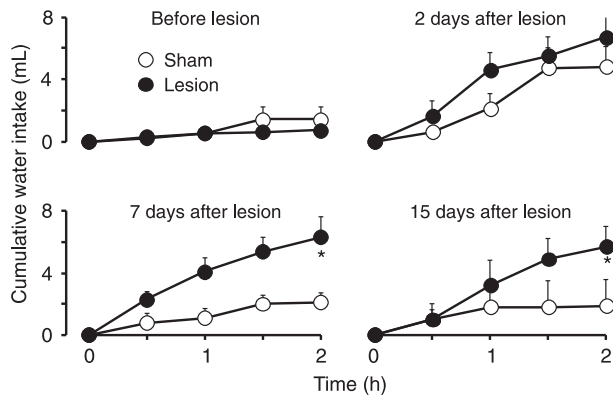 Before lesion
2 days after lesion
8
4
0
Sham
Lesion
7 days after lesion
15 days after lesion
8
4
0
*
*
0
1
2
0
1
2
Cumulative water intake (mL)
Time (h)